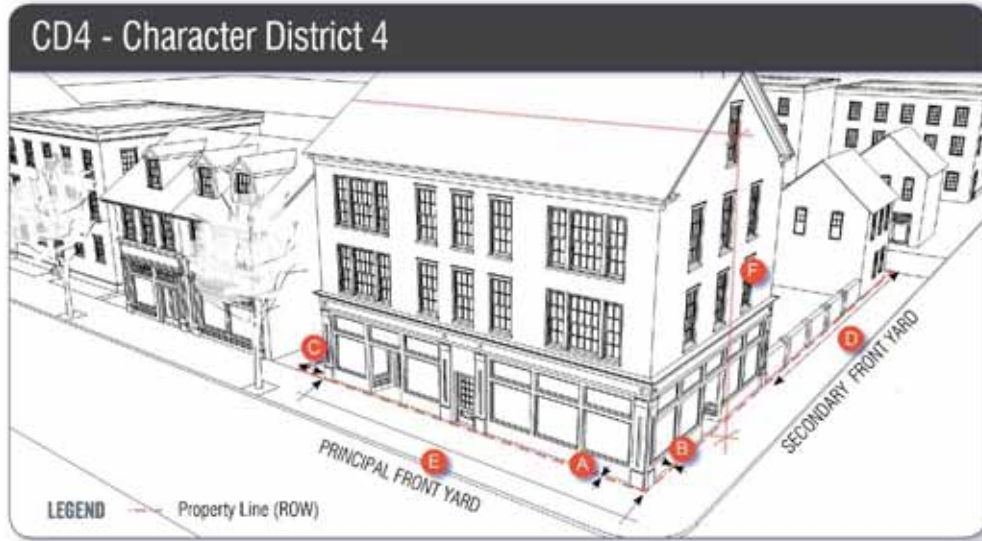 CD4 - Character District 4
F
C
D
SECONDARY FRONT YARD
B
PRINCIPAL FRONT YARD
E
A
LEGEND Property Line (ROW)